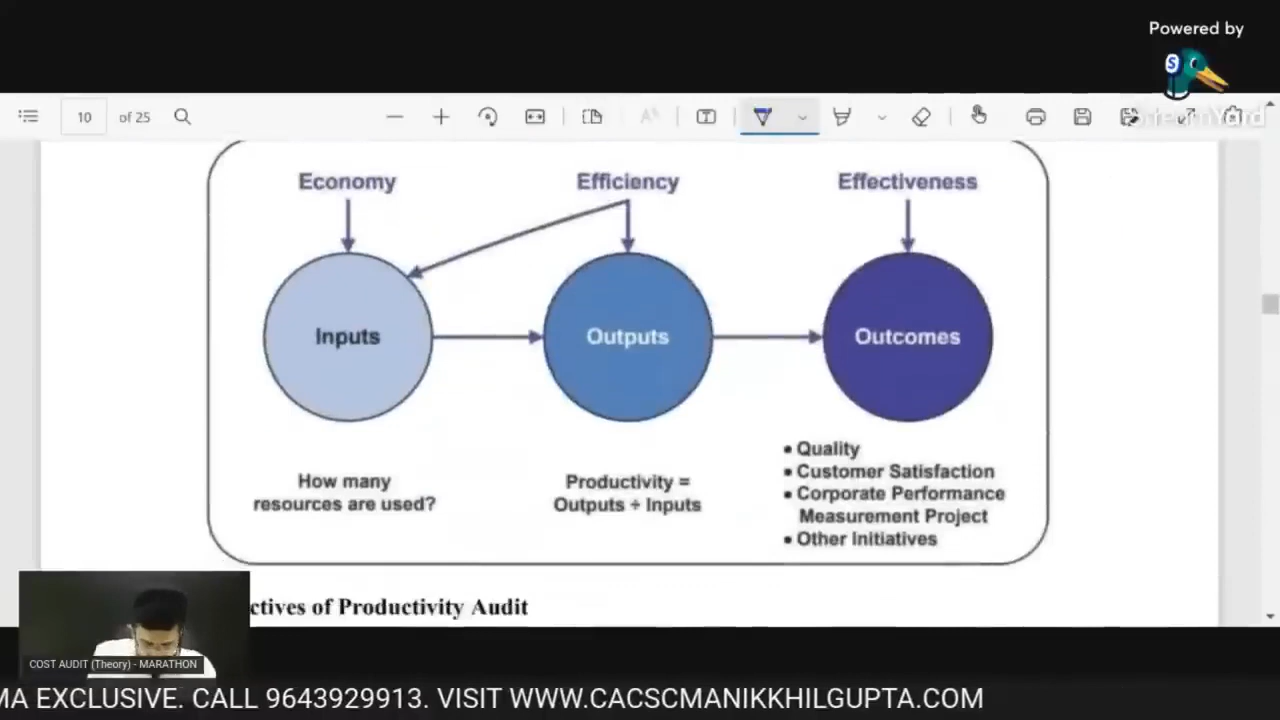 Powered by
S
10 of 25
StreamYard
Economy
Efficiency
Effectiveness
Inputs
Outputs
Outcomes
How many
resources are used?
Productivity =
Outputs ÷ Inputs
• Quality
• Customer Satisfaction
• Corporate Performance
Measurement Project
• Other Initiatives
ctives of Productivity Audit
COST AUDIT (Theory) - MARATHON
MA EXCLUSIVE. CALL 9643929913. VISIT WWW.CACSCMANIKKHILGUPTA.COM